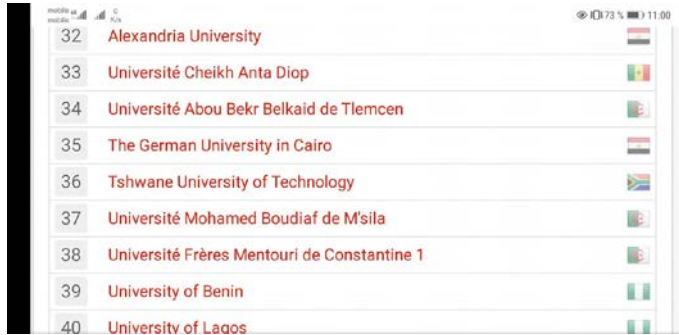 mobile
mobile
K/s
73 % 11:00
32 Alexandria University
33 Université Cheikh Anta Diop
34 Université Abou Bekr Belkaid de Tlemcen
35 The German University in Cairo
36 Tshwane University of Technology
37 Université Mohamed Boudiaf de M'sila
38 Université Frères Mentouri de Constantine 1
39 University of Benin
40 University of Lagos